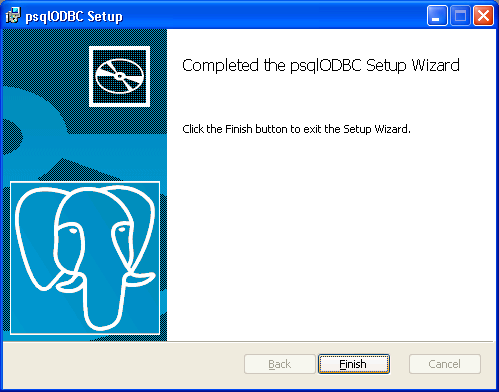 psqlODBC Setup
Completed the psqlODBC Setup Wizard
Click the Finish button to exit the Setup Wizard.
Back
Finish
Cancel